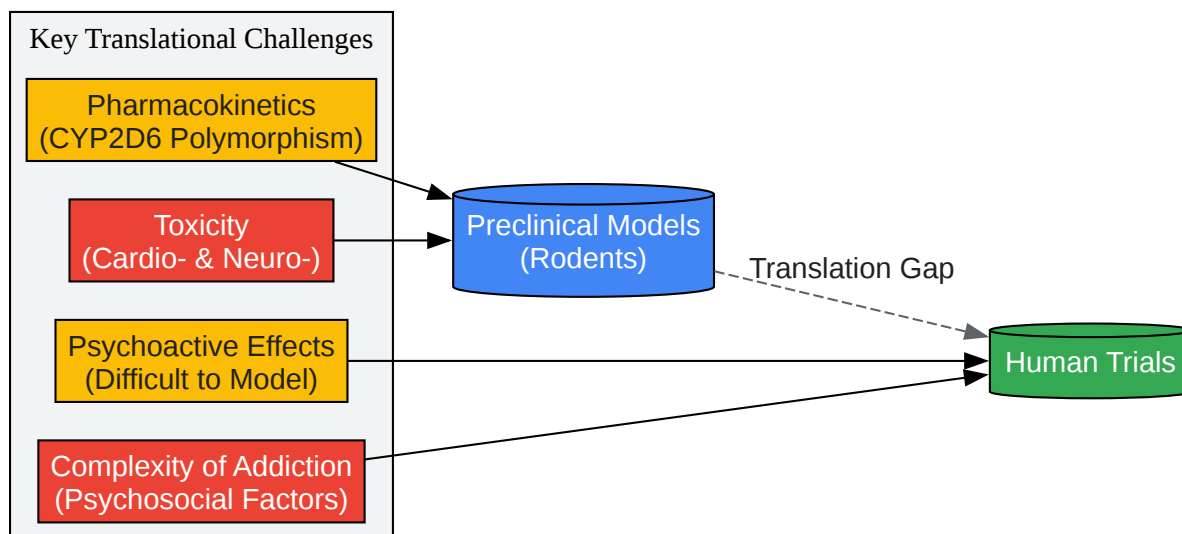 Key Translational Challenges
Pharmacokinetics
(CYP2D6 Polymorphism)
Toxicity
(Cardio- & Neuro-)
Psychoactive Effects
(Difficult to Model)
Complexity of Addiction
(Psychosocial Factors)
Preclinical Models
(Rodents)
Translation Gap
Human Trials